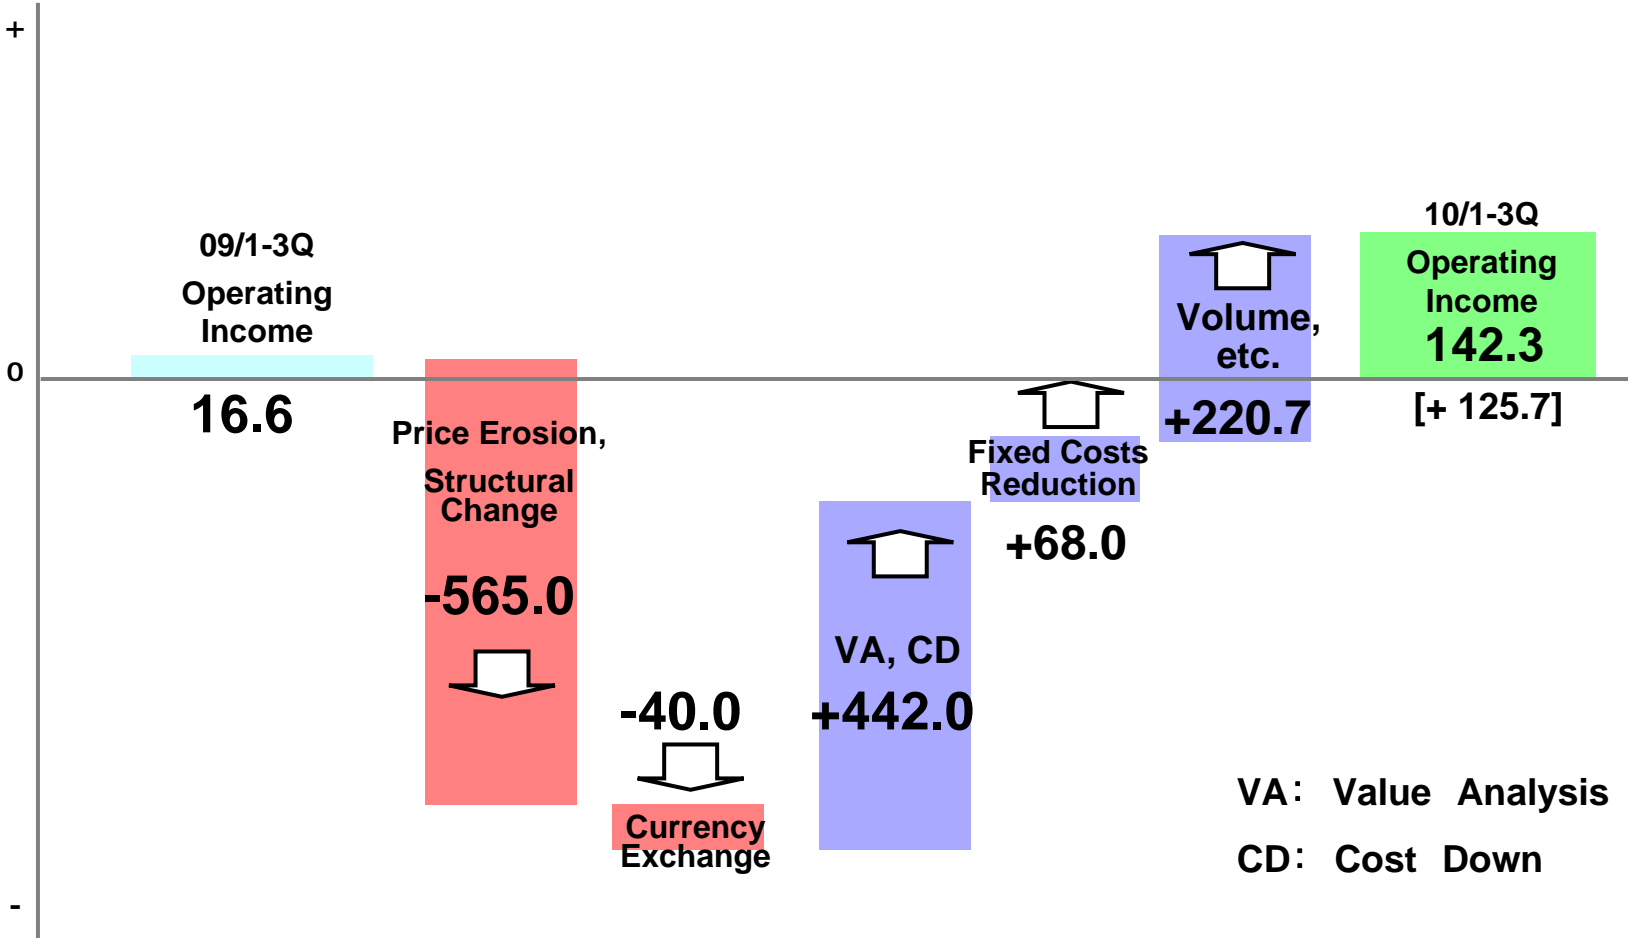 +
09/1-3Q
Operating
Income
16.6
0
Price Erosion,
Structural
Change
-565.0
-40.0
Currency
Exchange
VA, CD
+442.0
Fixed Costs
Reduction
+68.0
Volume,
etc.
+220.7
10/1-3Q
Operating
Income
142.3
[+ 125.7]
VA: Value Analysis
CD: Cost Down
-